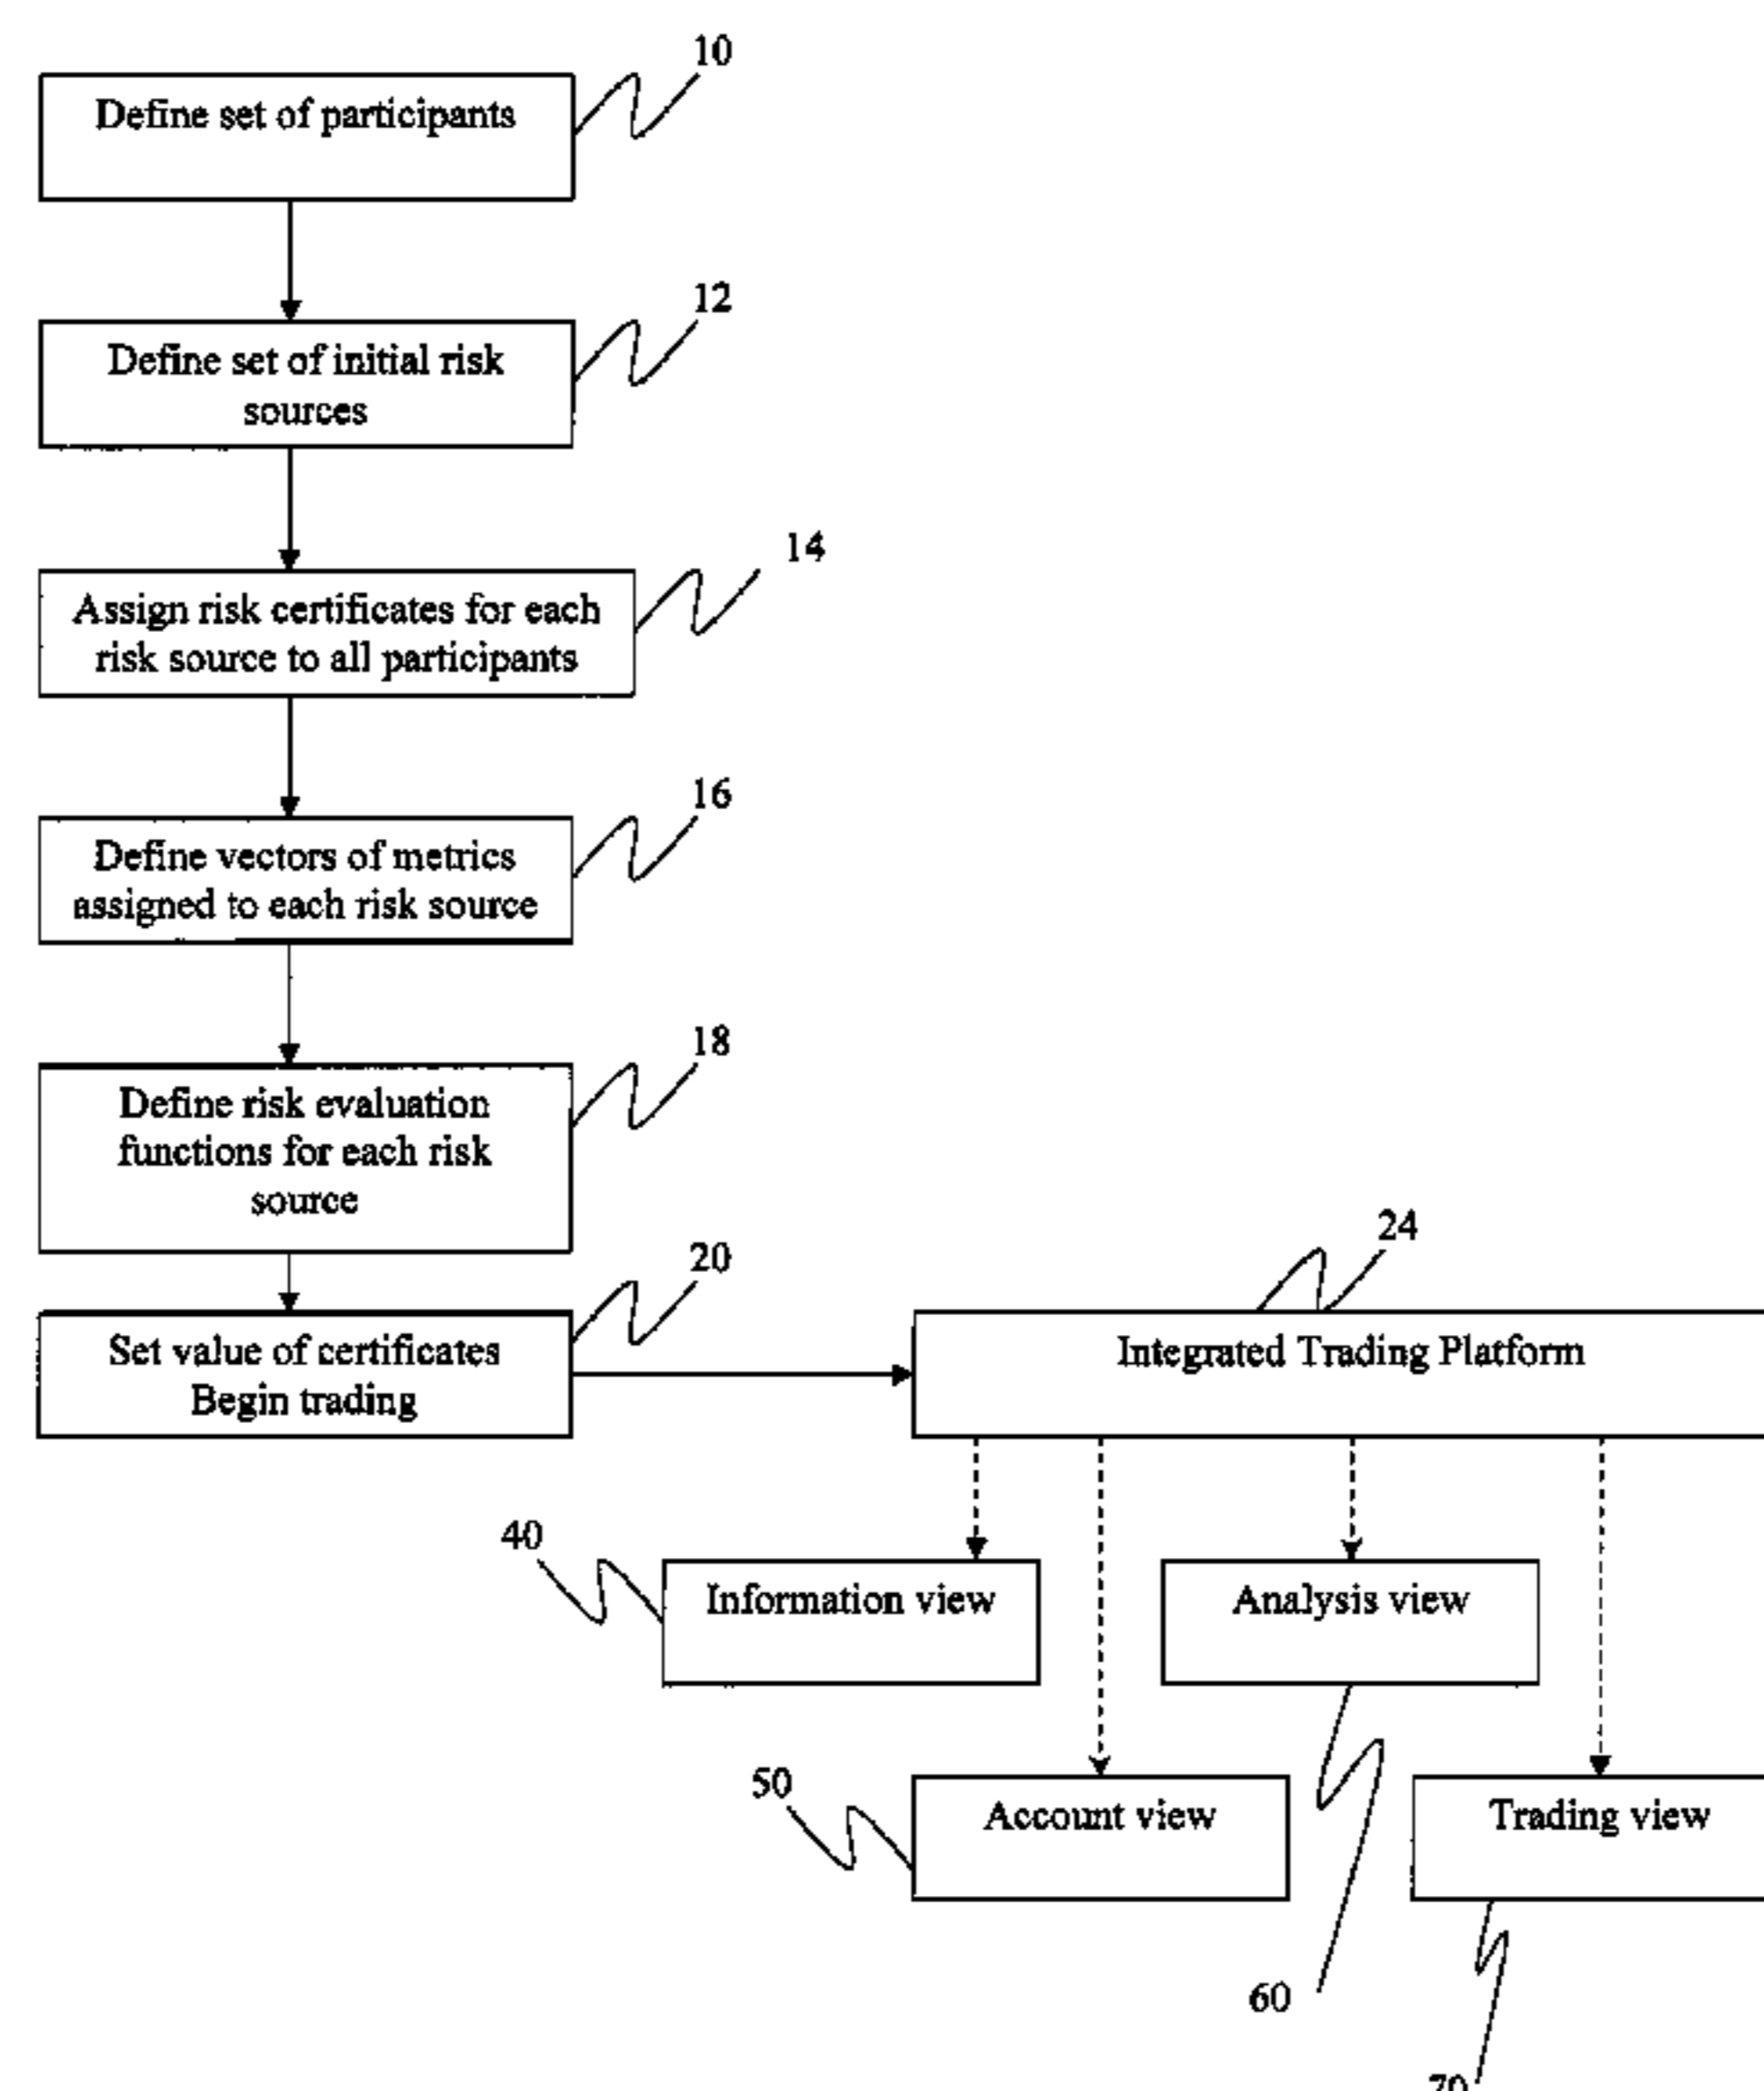 10
Define set of participants
12
Define set of initial risk
sources
14
Assign risk certificates for each
risk source to all participants
16
Define vectors of metrics
assigned to each risk source
18
Define risk evaluation
functions for each risk
source
20
Set value of certificates
Begin trading
24
Integrated Trading Platform
40
Information view
Analysis view
50
Account view
Trading view
60
70